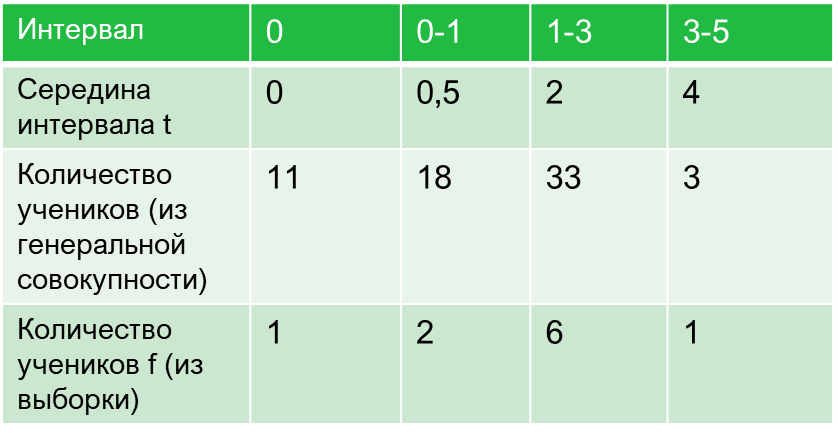 Интервал 0 0-1 1-3 3-5
Середина
интервала t 0 0,5 2 4
Количество 11 18 33 3
учеников (из
генеральной
совокупности)
Количество 1 2 6 1
учеников f (из
выборки)